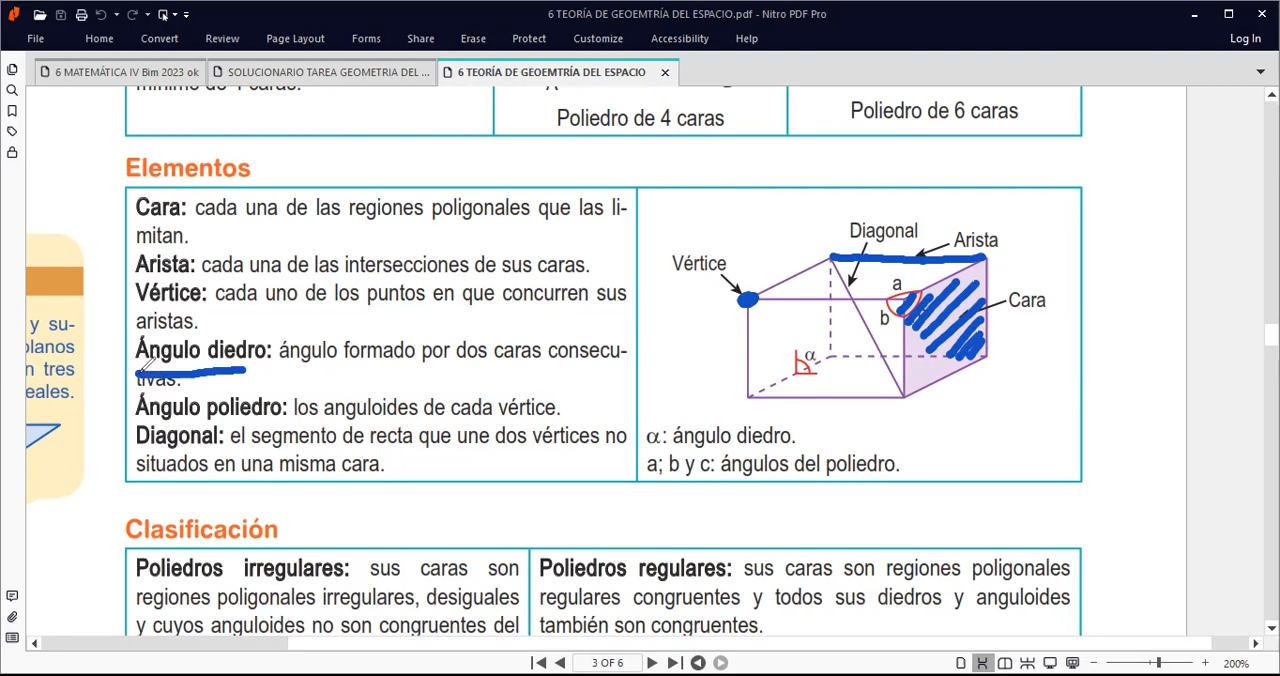 6 TEORÍA DE GEOEMTRÍA DEL ESPACIO.pdf - Nitro PDF Pro
File Home Convert Review Page Layout Forms Share Erase Protect Customize Accessibility Help Log In
6 MATEMÁTICA IV Bim 2023 ok
SOLUCIONARIO TAREA GEOMETRIA DEL ...
6 TEORÍA DE GEOEMTRÍA DEL ESPACIO
Poliedro de 4 caras
Poliedro de 6 caras
Elementos
Cara: cada una de las regiones poligonales que las li-
mitan.
Arista: cada una de las intersecciones de sus caras.
Vértice: cada uno de los puntos en que concurren sus
aristas.
Ángulo diedro: ángulo formado por dos caras consecu-
tivas.
Ángulo poliedro: los anguloides de cada vértice.
Diagonal: el segmento de recta que une dos vértices no
situados en una misma cara.
Diagonal
Arista
Vértice
a
Cara
b
α
α: ángulo diedro.
a; b y c: ángulos del poliedro.
y su-
planos
n tres
eales.
Clasificación
Poliedros irregulares: sus caras son
regiones poligonales irregulares, desiguales
y cuyos anguloides no son congruentes del
Poliedros regulares: sus caras son regiones poligonales
regulares congruentes y todos sus diedros y anguloides
también son congruentes.
3 OF 6
200%